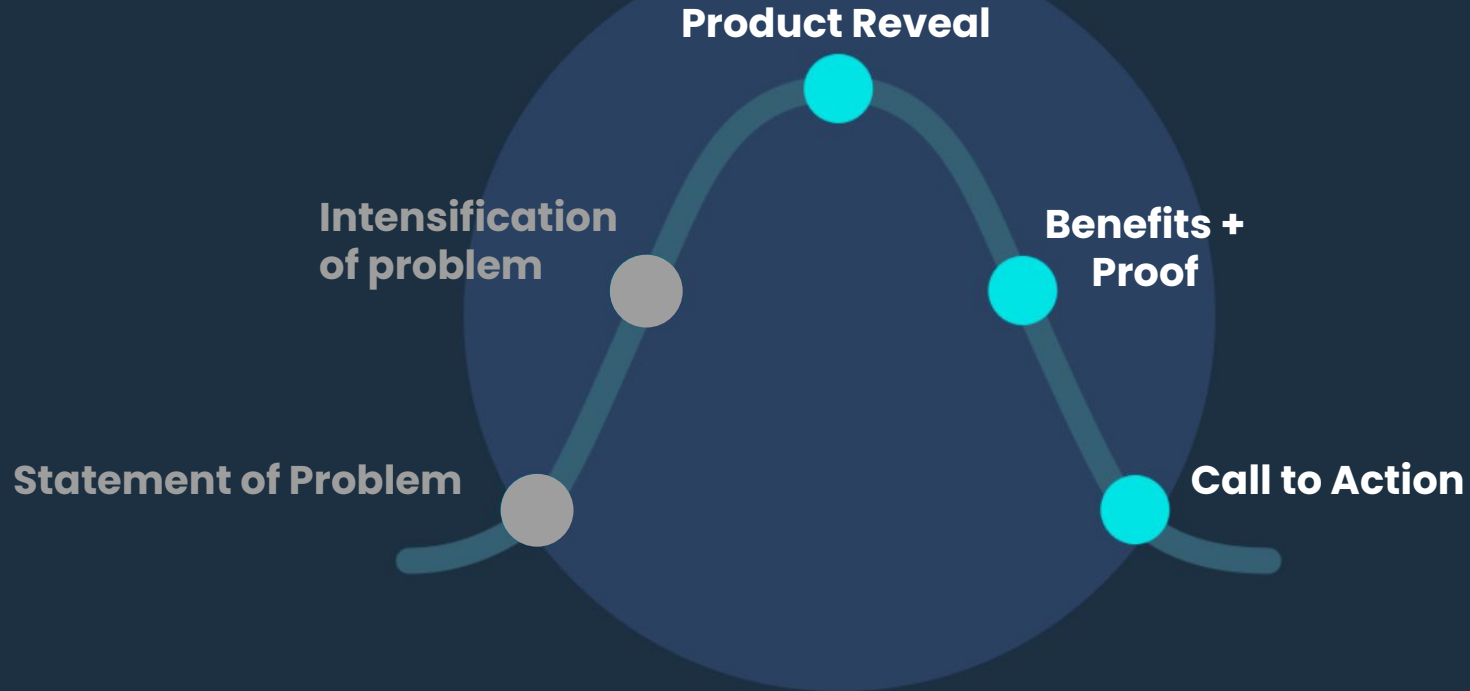 Product Reveal
Intensification
of problem
Benefits +
Proof
Statement of Problem
Call to Action